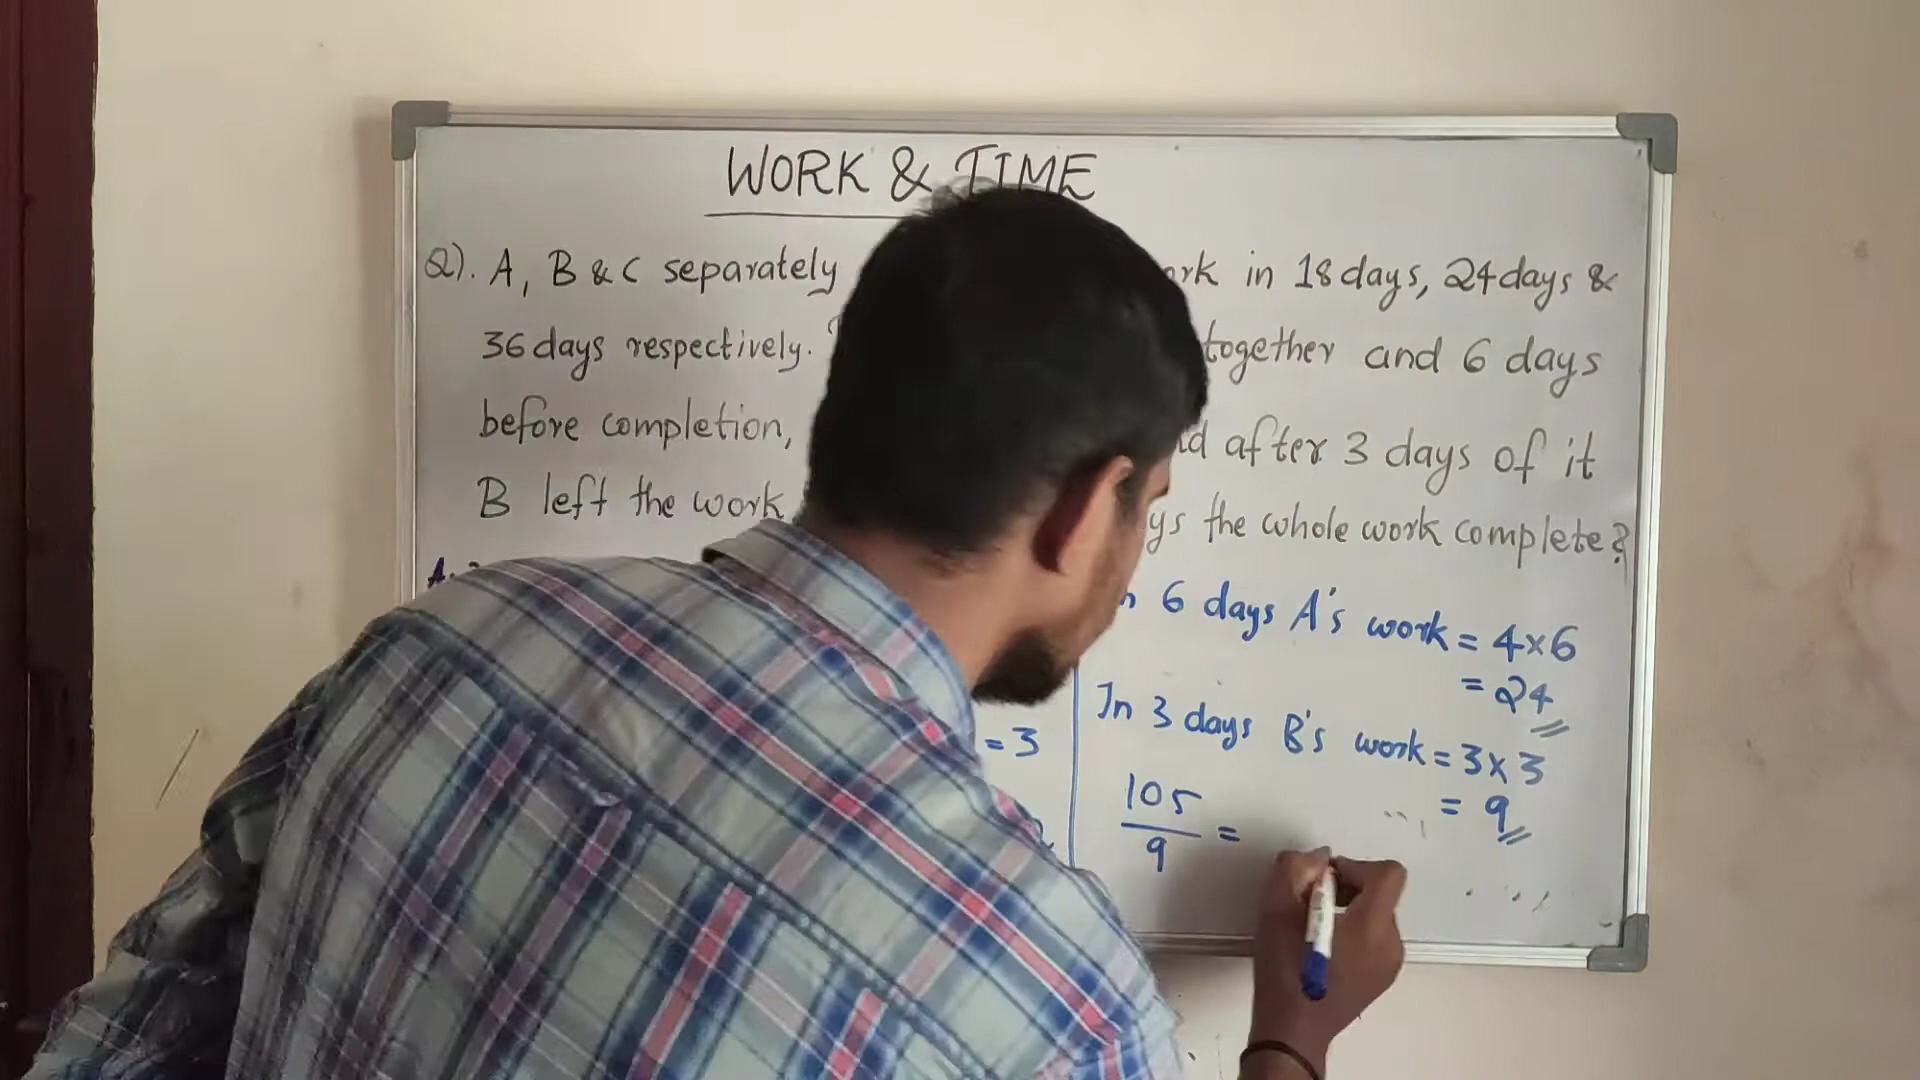 WORK & TIME
Q). A, B & C separately in 18 days, 24 days &
36 days respectively. together and 6 days
before completion, after 3 days of it
B left the work the whole work complete?
6 days A's work = 4×6
= 24
In 3 days B's work = 3×3
= 9
= 3
105
9 =